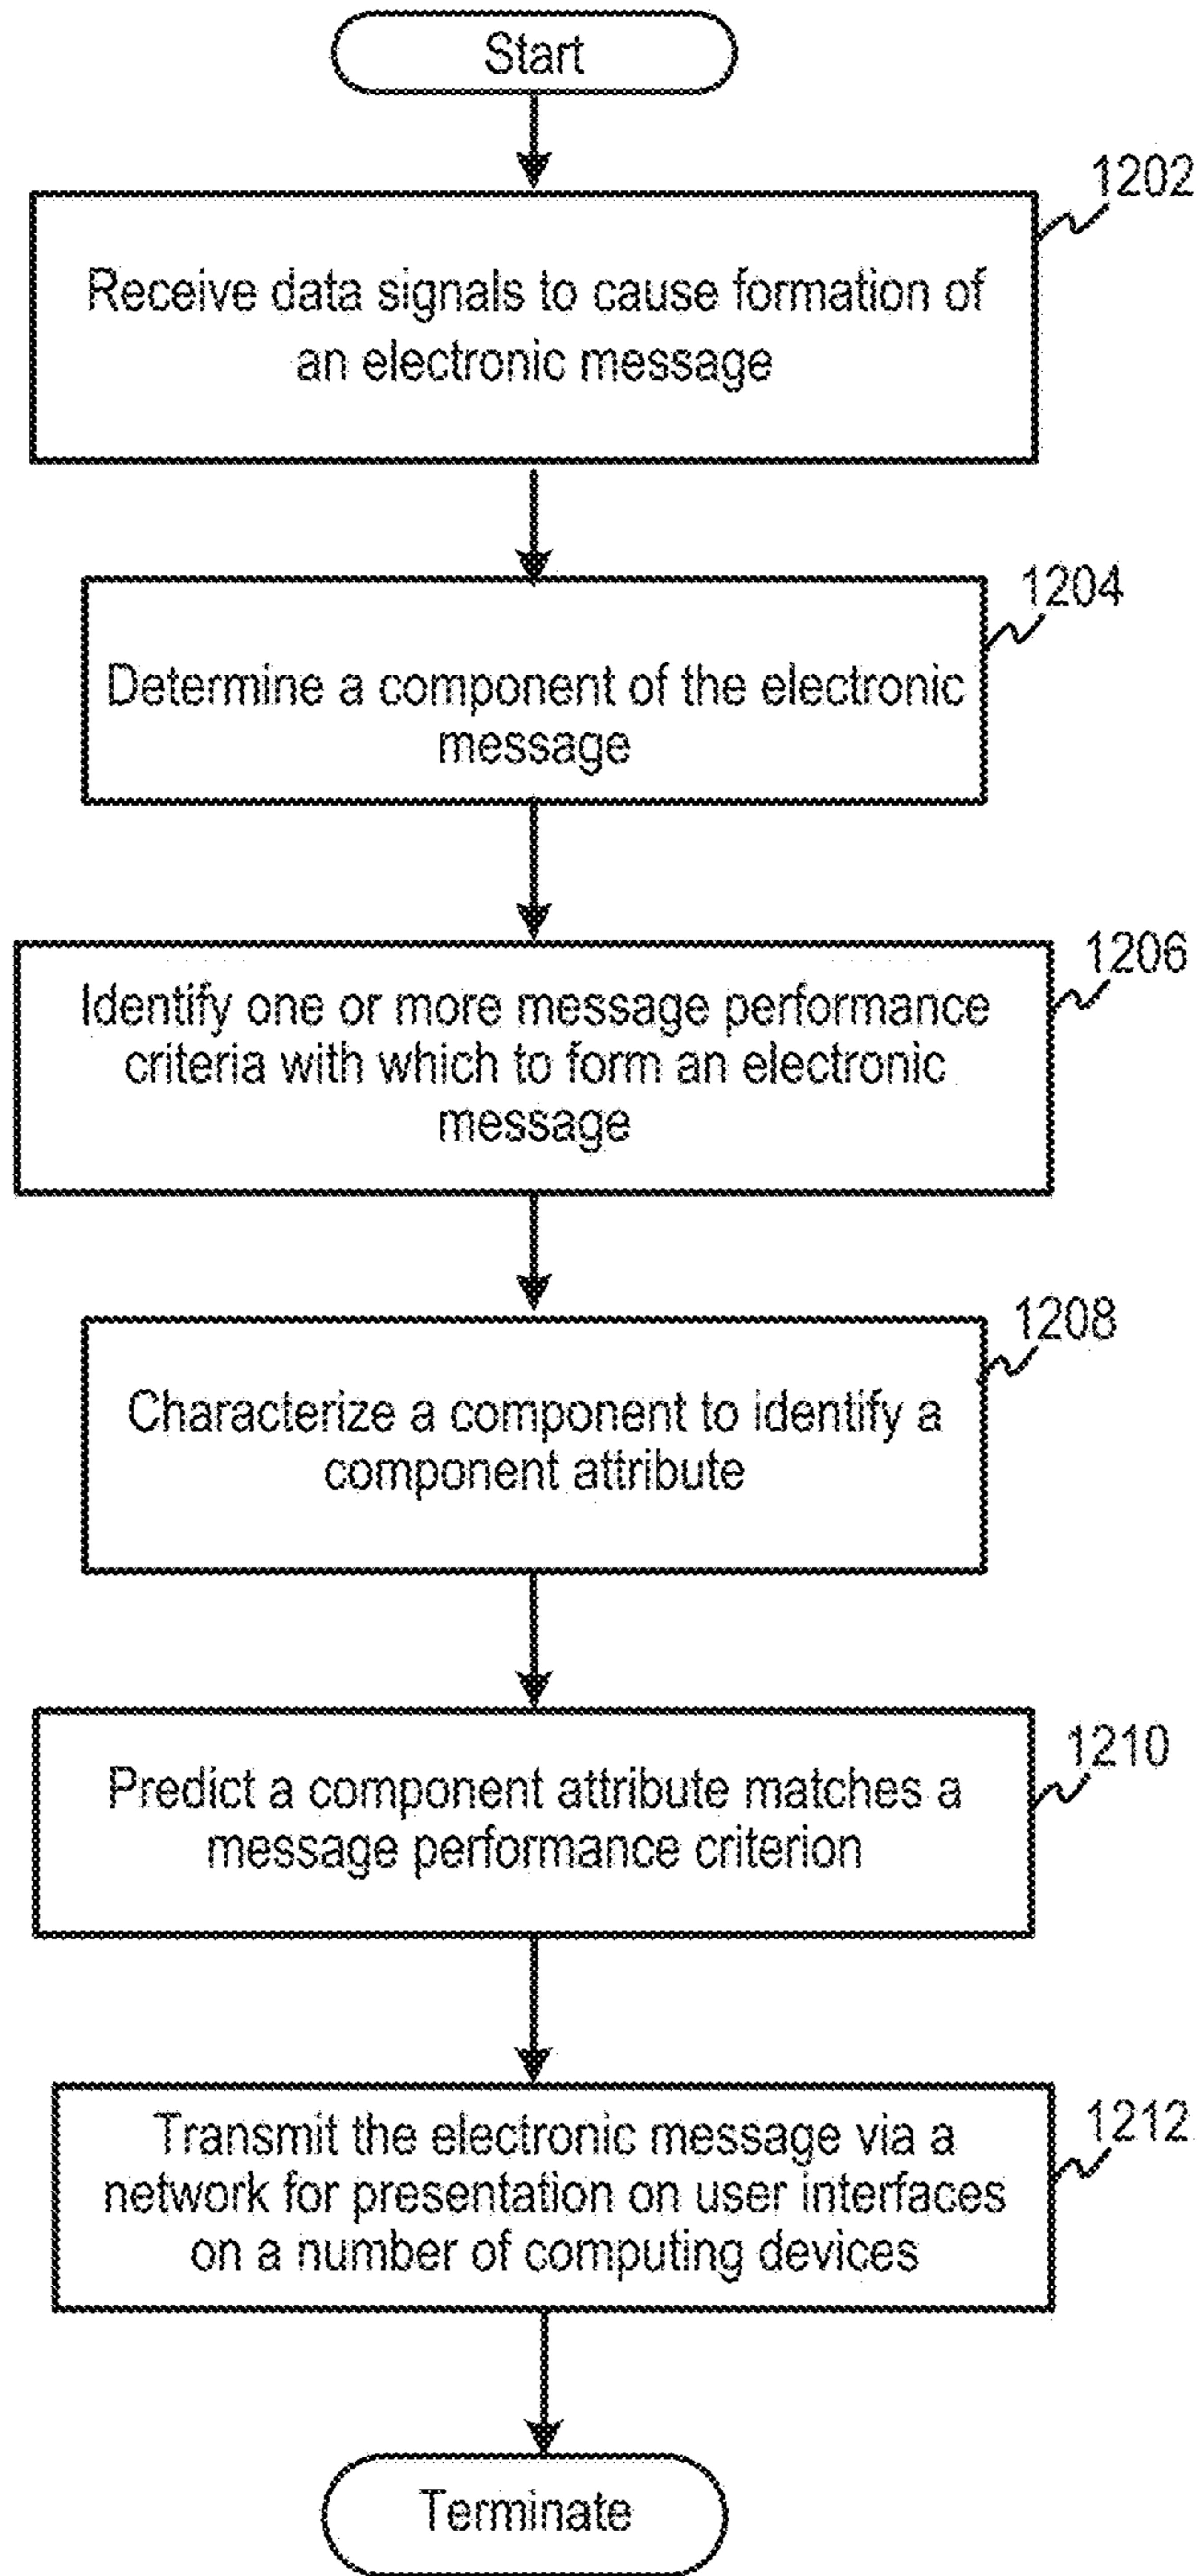 Start
1202
Receive data signals to cause formation of
an electronic message
1204
Determine a component of the electronic
message
1206
Identify one or more message performance
criteria with which to form an electronic
message
1208
Characterize a component to identify a
component attribute
1210
Predict a component attribute matches a
message performance criterion
1212
Transmit the electronic message via a
network for presentation on user interfaces
on a number of computing devices
Terminate